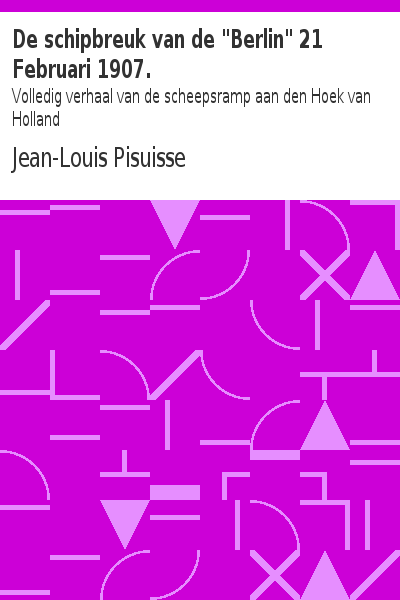 De schipbreuk van de "Berlin" 21
Februari 1907.
Volledig verhaal van de scheepsramp aan den Hoek van
Holland
Jean-Louis Pisuisse